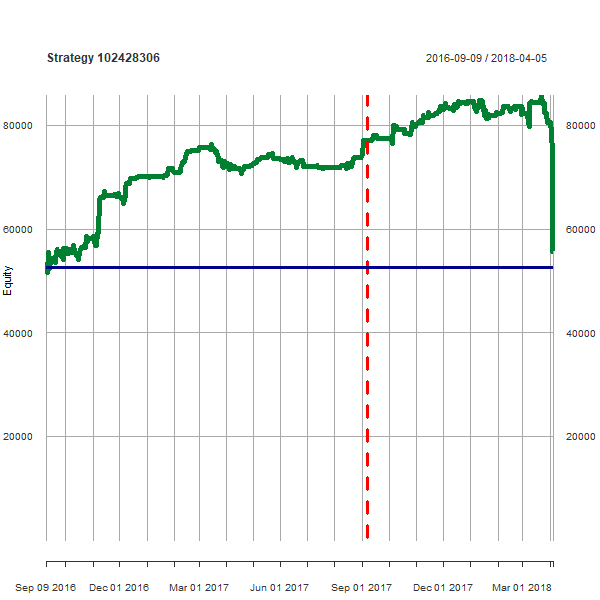 Strategy 102428306
2016-09-09 / 2018-04-05
80000
80000
60000
60000
Equity
40000
40000
20000
20000
Sep 09 2016
Dec 01 2016
Mar 01 2017
Jun 01 2017
Sep 01 2017
Dec 01 2017
Mar 01 2018